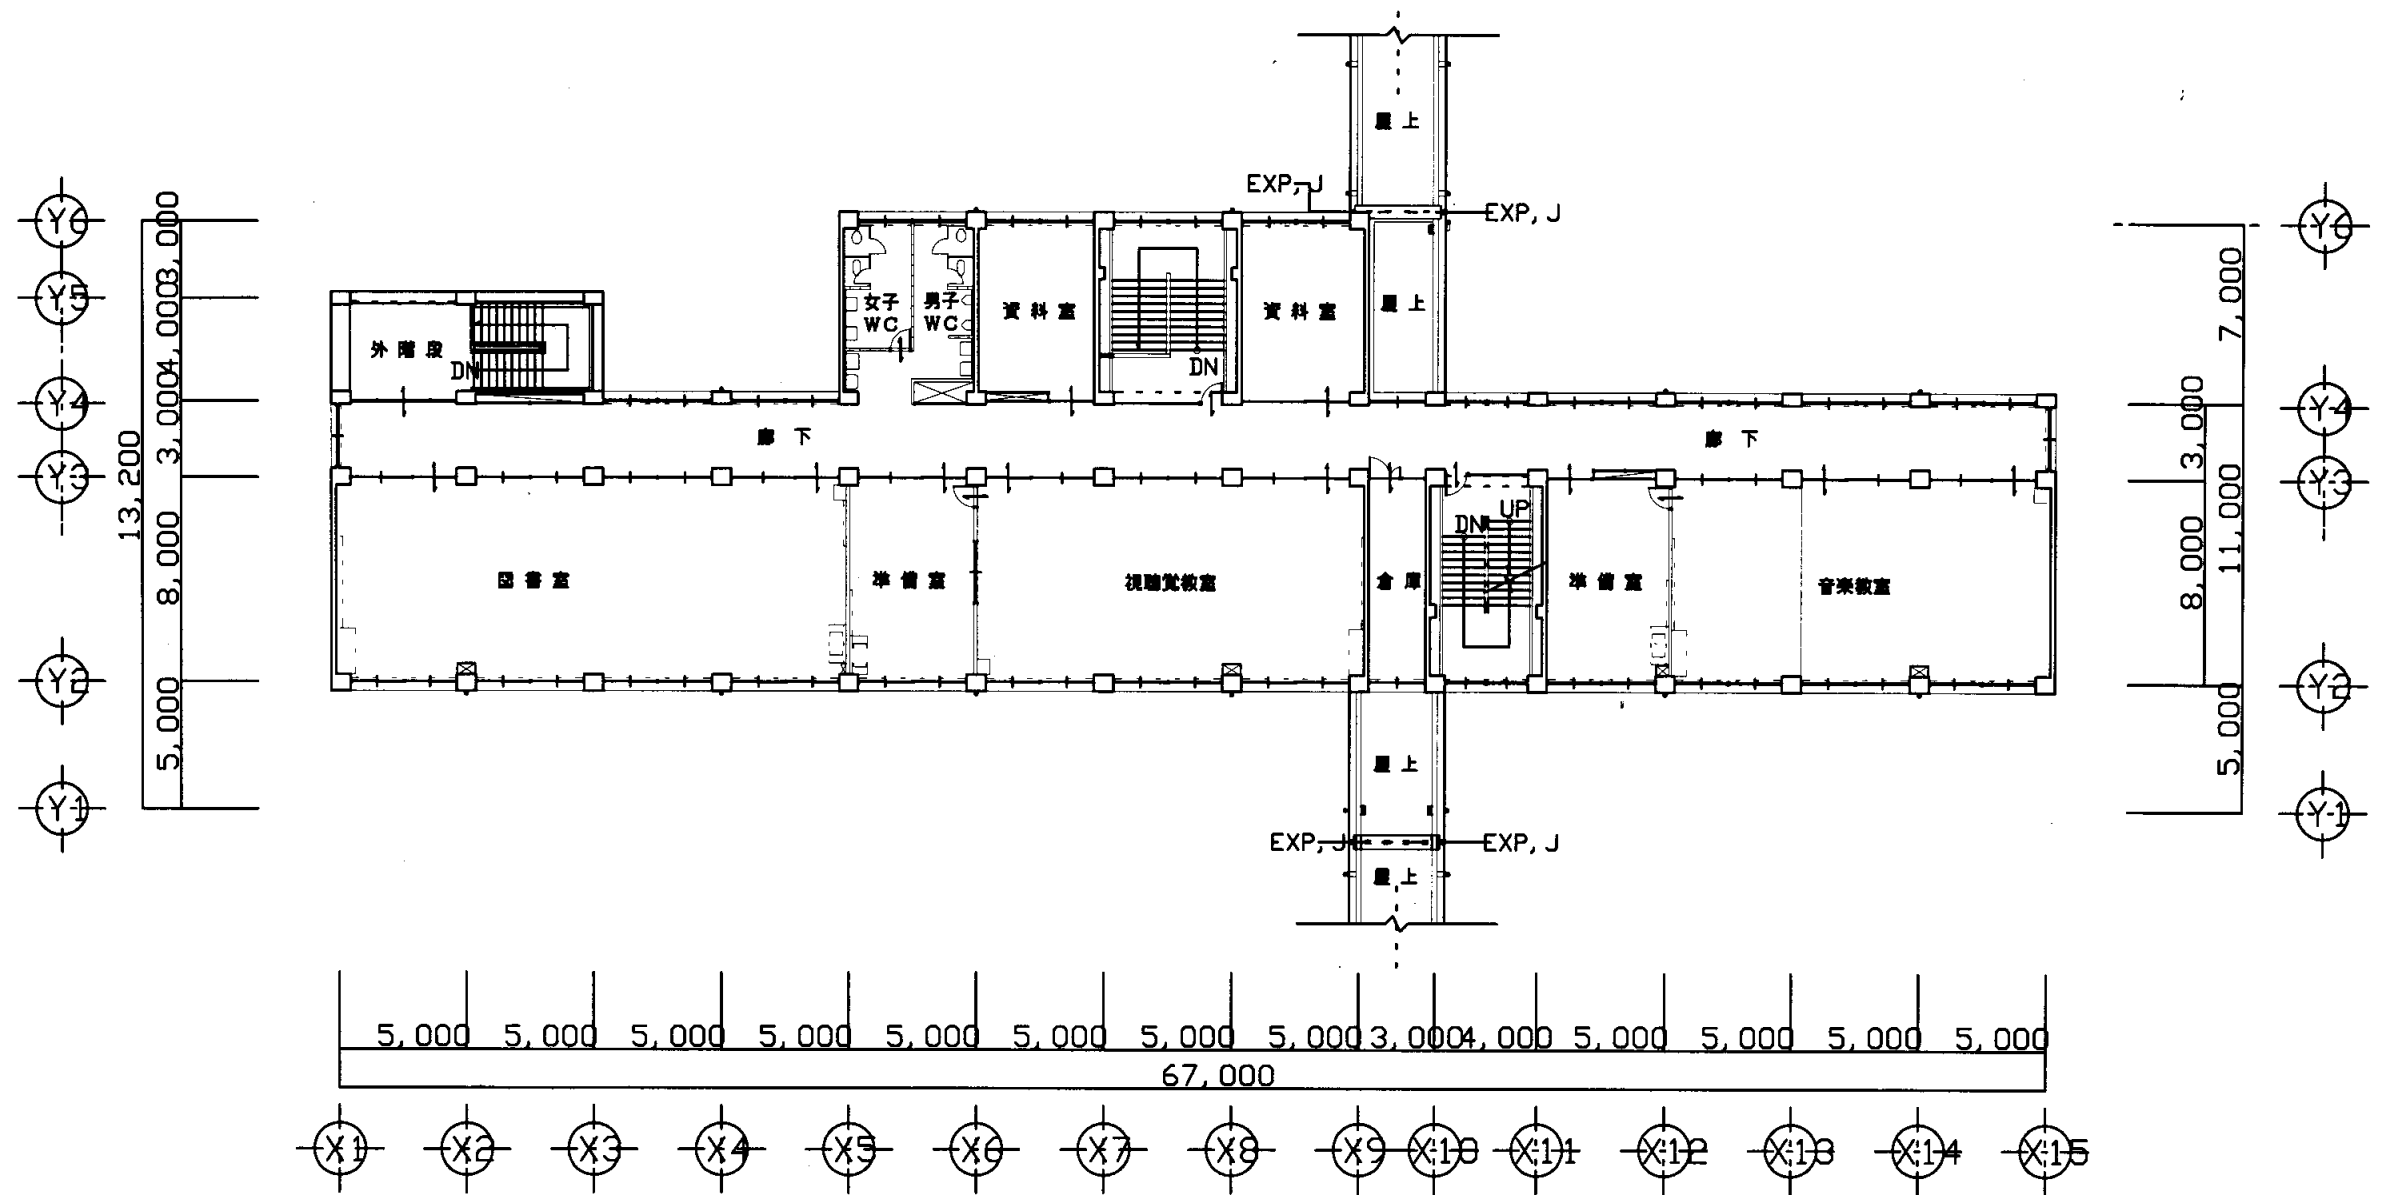 屋上
EXP, J
EXP, J
Y6
Y6
3,000
7,000
Y5
女子
WC
男子
WC
資料室
資料室
屋上
外階段
DN
DN
4,000
Y4
Y4
廊下
廊下
3,000
3,000
13,200
Y3
Y3
DN
UP
8,000
8,000
11,000
図書室
準備室
視聴覚教室
倉庫
準備室
音楽教室
Y2
Y2
5,000
5,000
屋上
Y1
Y1
EXP, J
EXP, J
屋上
5,000 5,000 5,000 5,000 5,000 5,000 5,000 5,000 3,000 4,000 5,000 5,000 5,000 5,000
67,000
X1 X2 X3 X4 X5 X6 X7 X8 X9 X10 X11 X12 X13 X14 X15